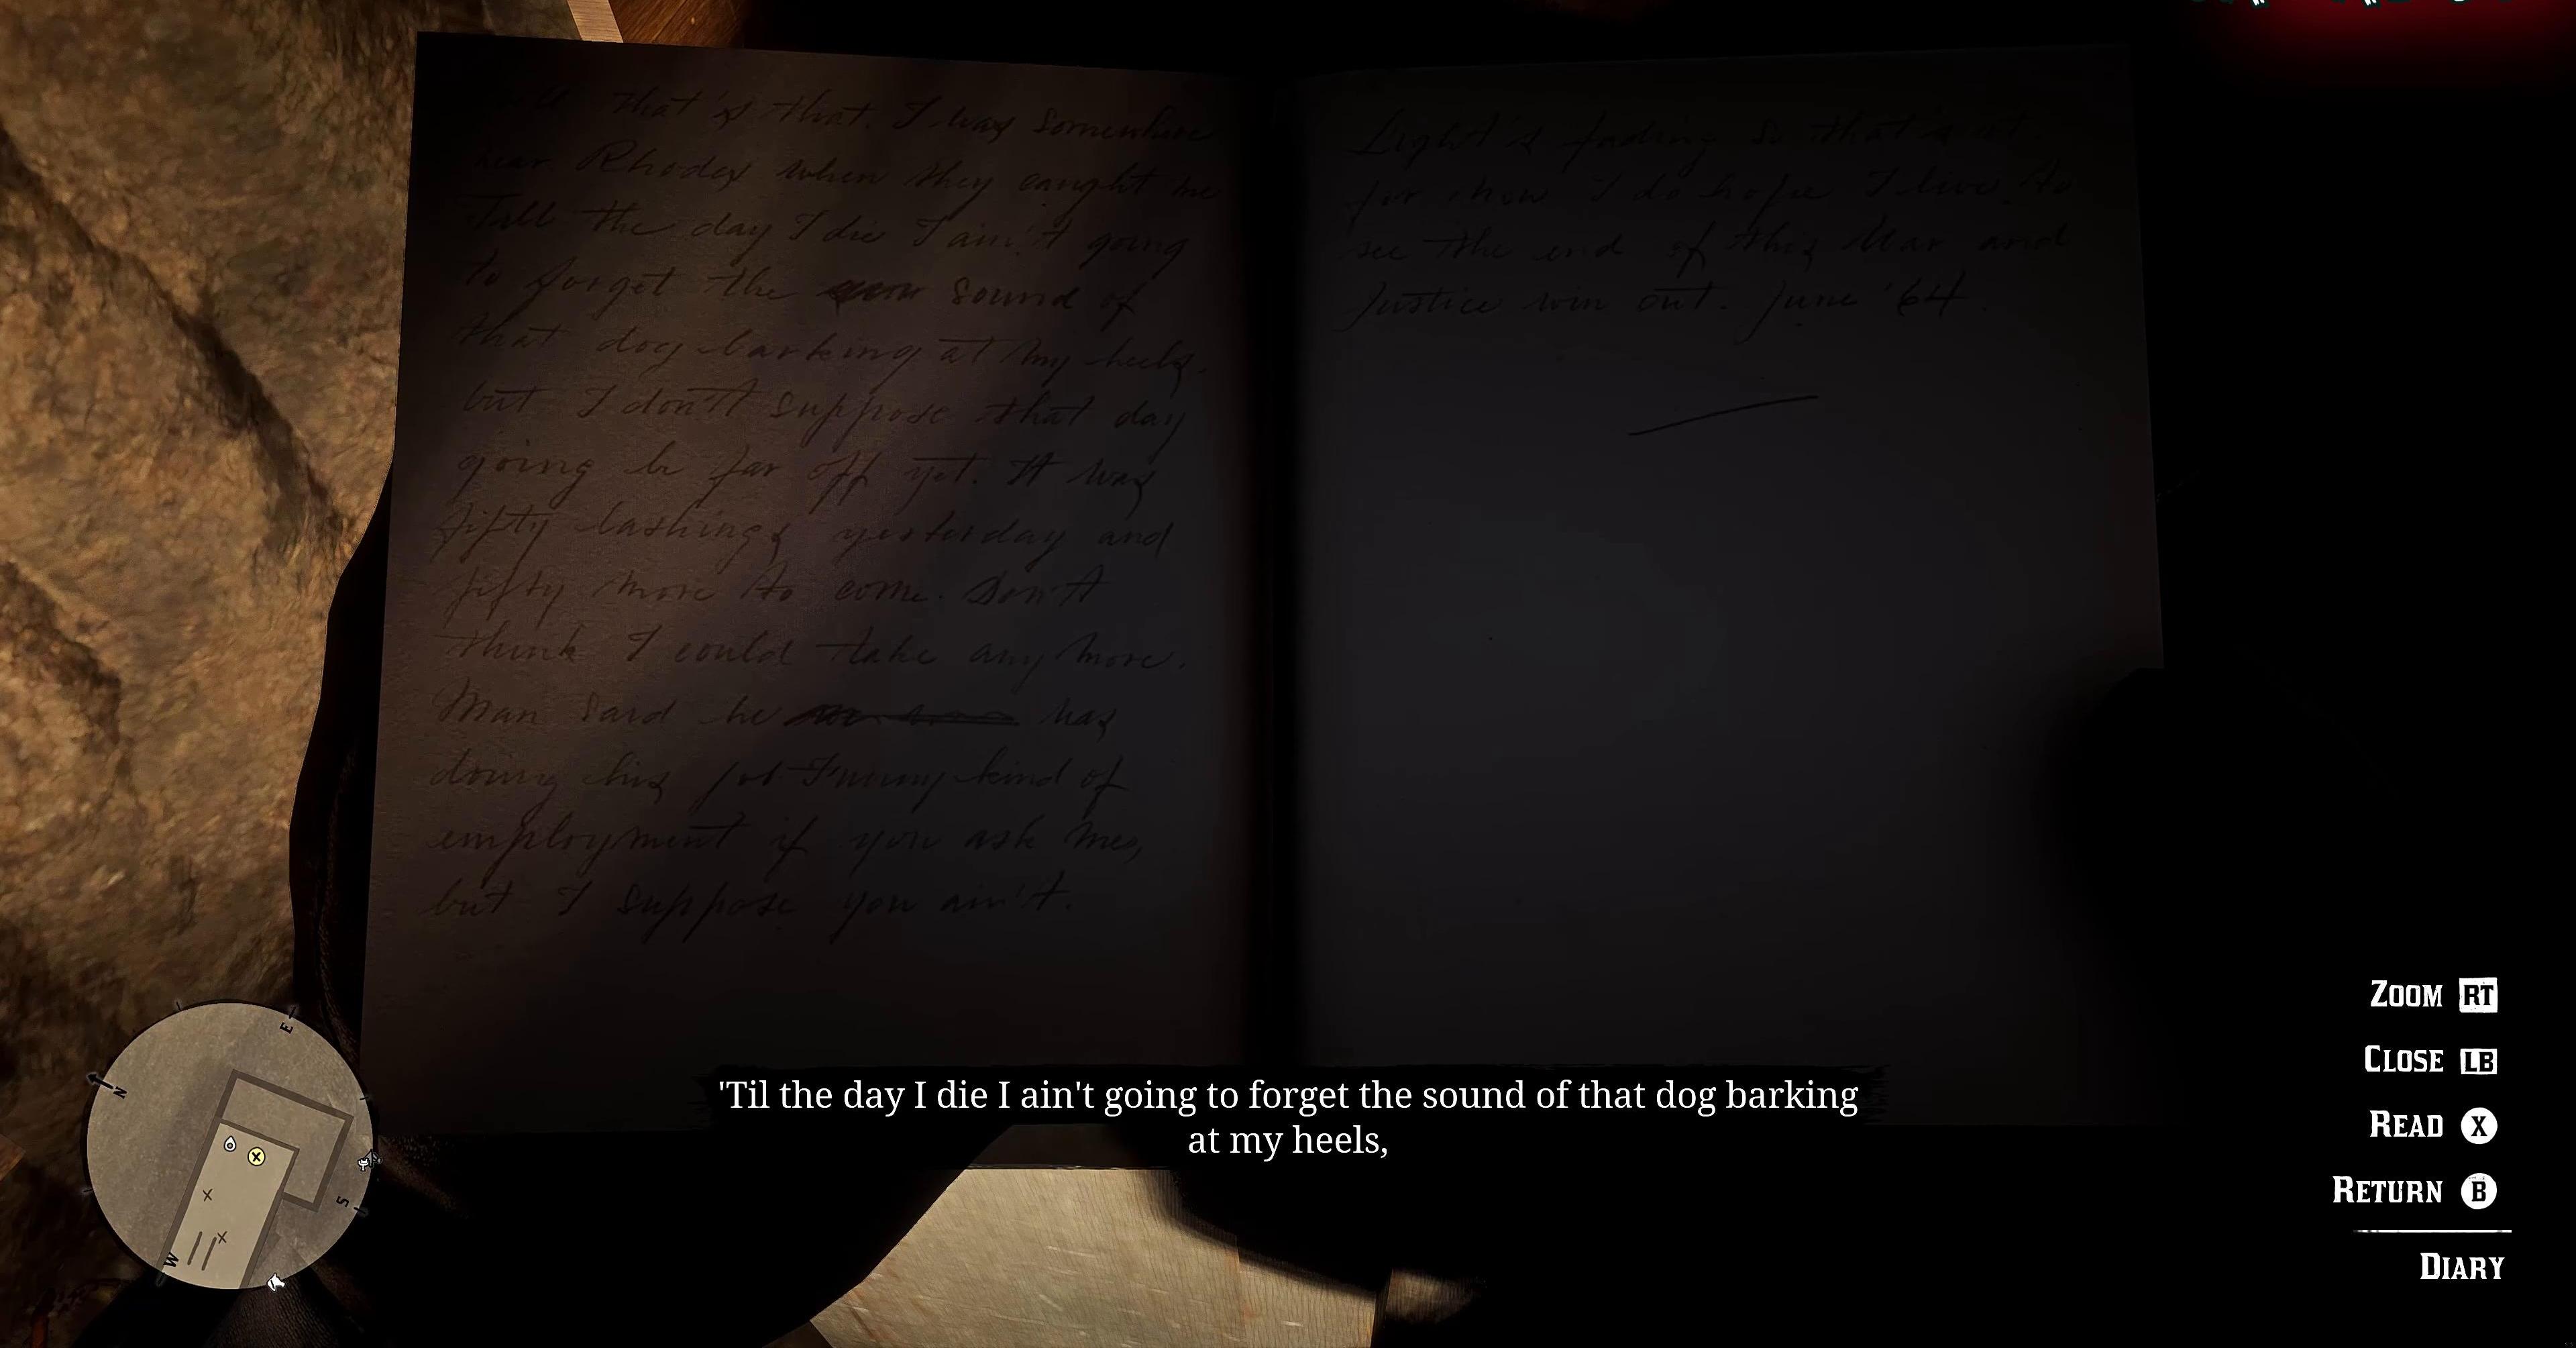 that's that. I was somewhere
near Rhodes when they caught me
Till the day I die I ain't going
to forget the sound of
that dog barking at my heels,
but I don't suppose that day
going be far off yet. It was
fifty lashings yesterday and
fifty more to come. Don't
think I could take any more.
Man said he was
doing his job Funny kind of
employment if you ask me,
but I suppose you ain't.
Light's fading so that's it
for now I do hope I live to
see the end of this War and
Justice win out. June '64.
'Til the day I die I ain't going to forget the sound of that dog barking
at my heels,
N
E
S
W
ZOOM RT
CLOSE LB
READ X
RETURN B
DIARY